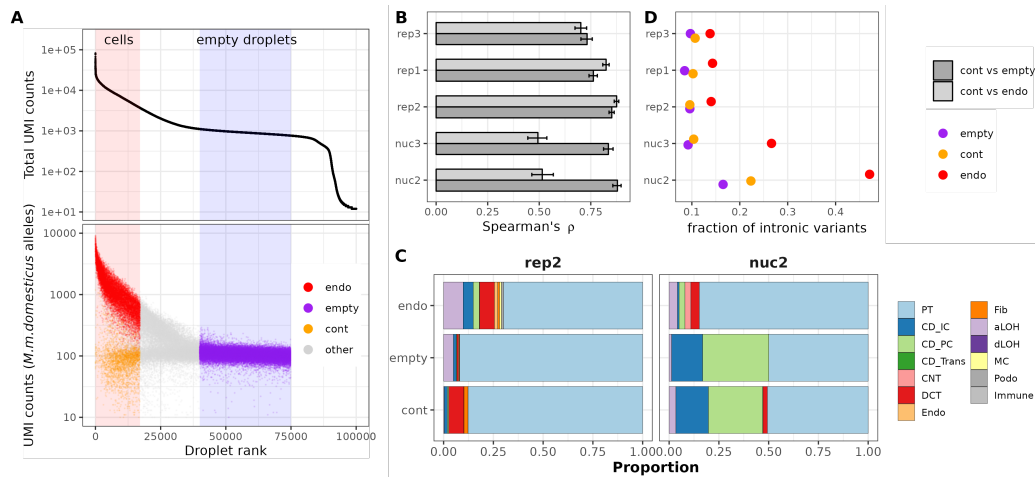 A
cells
empty droplets
Total UMI counts
1e+05
1e+04
1e+03
1e+02
1e+01
UMI counts (M.m.domesticus alleles)
10000
1000
100
10
endo
empty
cont
other
0
25000
50000
75000
100000
Droplet rank
B
rep3
rep1
rep2
nuc3
nuc2
0.00
0.25
0.50
0.75
Spearman's ρ
D
rep3
rep1
rep2
nuc3
nuc2
0.1
0.2
0.3
0.4
fraction of intronic variants
cont vs empty
cont vs endo
empty
cont
endo
C
rep2
nuc2
endo
empty
cont
0.00
0.25
0.50
0.75
1.00
0.00
0.25
0.50
0.75
1.00
Proportion
PT
CD_IC
CD_PC
CD_Trans
CNT
DCT
Endo
Fib
aLOH
dLOH
MC
Podo
Immune